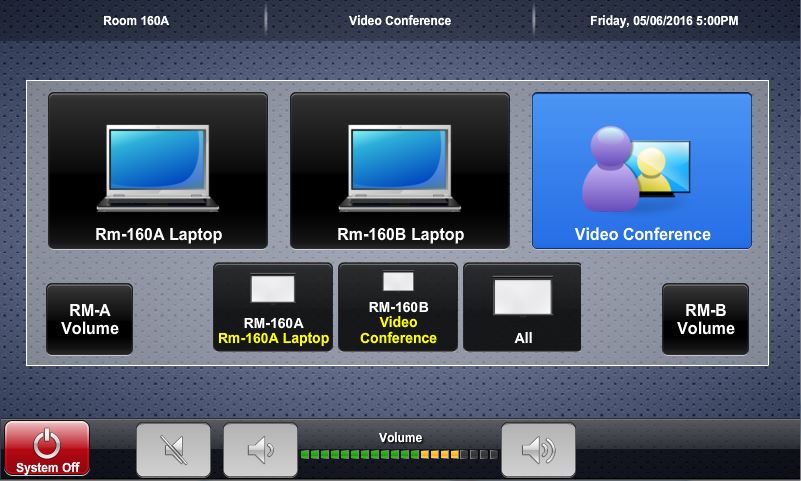 Room 160A
Video Conference
Friday, 05/06/2016 5:00PM
Rm-160A Laptop
Rm-160B Laptop
Video Conference
RM-A
Volume
RM-160A
Rm-160A Laptop
RM-160B
Video
Conference
All
RM-B
Volume
System Off
Volume